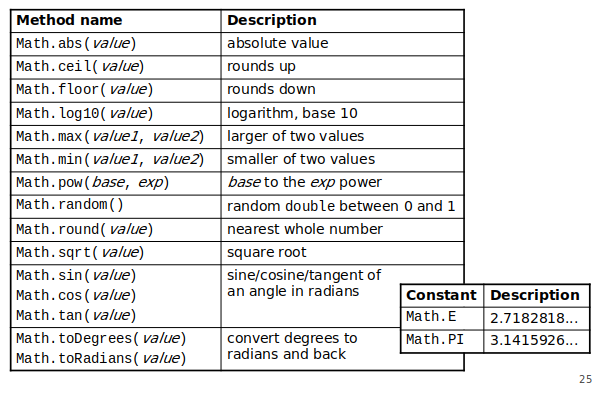 Method name Description
Math.abs(value) absolute value
Math.ceil(value) rounds up
Math.floor(value) rounds down
Math.log10(value) logarithm, base 10
Math.max(value1, value2) larger of two values
Math.min(value1, value2) smaller of two values
Math.pow(base, exp) base to the exp power
Math.random() random double between 0 and 1
Math.round(value) nearest whole number
Math.sqrt(value) square root
Math.sin(value) sine/cosine/tangent of
Math.cos(value) an angle in radians
Math.tan(value)
Math.toDegrees(value) convert degrees to
Math.toRadians(value) radians and back
Constant Description
Math.E 2.7182818...
Math.PI 3.1415926...
25